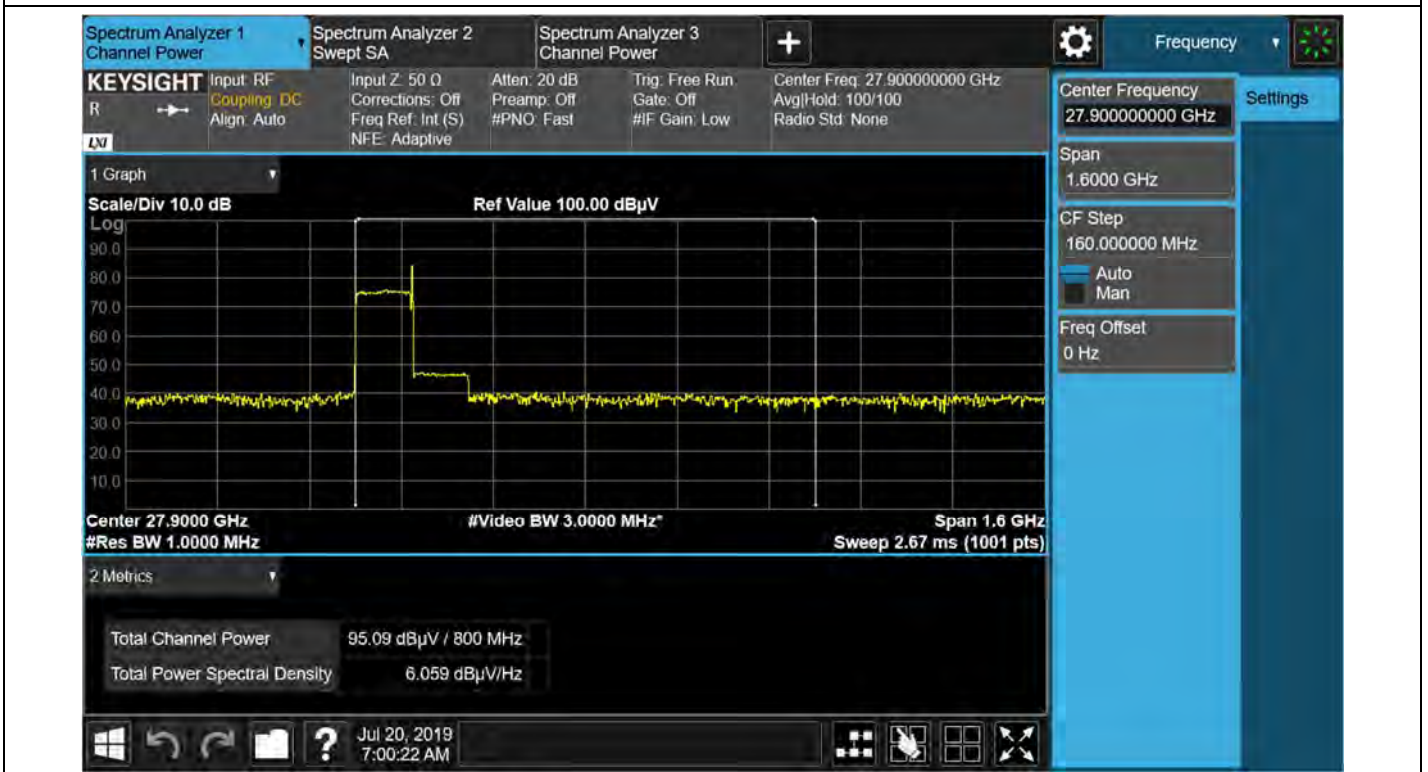 Spectrum Analyzer 1
Channel Power
Spectrum Analyzer 2
Swept SA
Spectrum Analyzer 3
Channel Power
+
Frequency
KEYSIGHT
R
LXI
Input: RF
Coupling: DC
Align: Auto
Input Z: 50 Ω
Corrections: Off
Freq Ref: Int (S)
NFE: Adaptive
Atten: 20 dB
Preamp: Off
#PNO: Fast
Trig: Free Run
Gate: Off
#IF Gain: Low
Center Freq: 27.900000000 GHz
Avg|Hold: 100/100
Radio Std: None
Center Frequency
27.900000000 GHz
Settings
Span
1.6000 GHz
CF Step
160.000000 MHz
Auto
Man
Freq Offset
0 Hz
1 Graph
Scale/Div 10.0 dB
Ref Value 100.00 dBµV
Log
90.0
80.0
70.0
60.0
50.0
40.0
30.0
20.0
10.0
Center 27.9000 GHz
#Video BW 3.0000 MHz*
Span 1.6 GHz
#Res BW 1.0000 MHz
Sweep 2.67 ms (1001 pts)
2 Metrics
Total Channel Power 95.09 dBµV / 800 MHz
Total Power Spectral Density 6.059 dBµV/Hz
?
Jul 20, 2019
7:00:22 AM